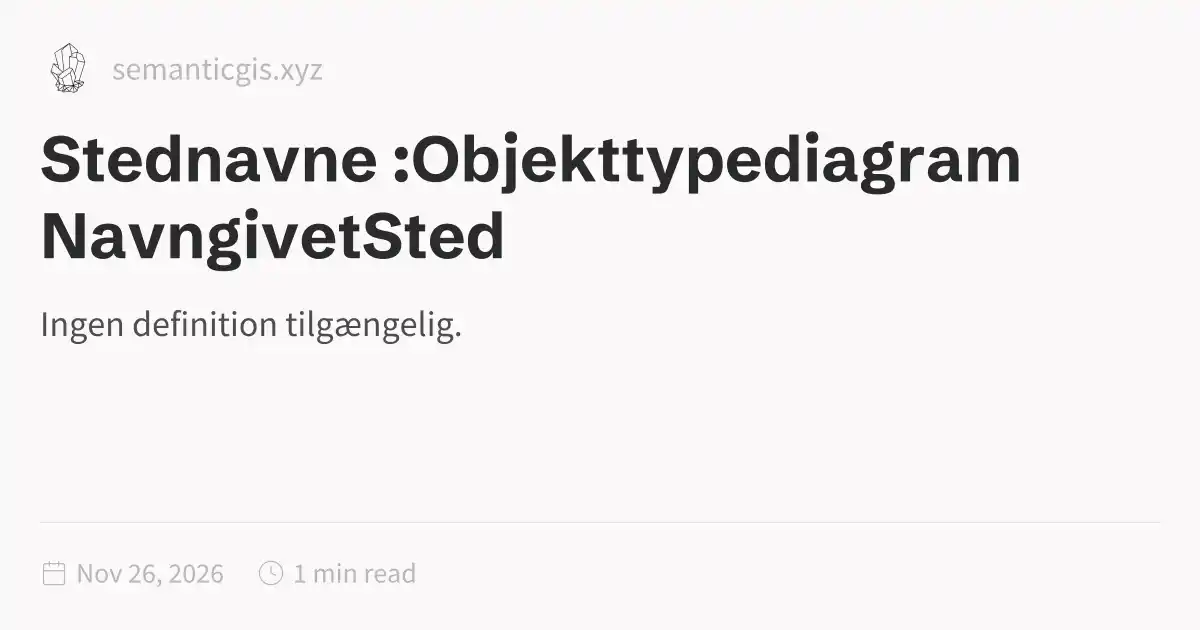 semanticgis.xyz
Stednavne :Objekttypediagram
NavngivetSted
Ingen definition tilgængelig.
Nov 26, 2026 1 min read